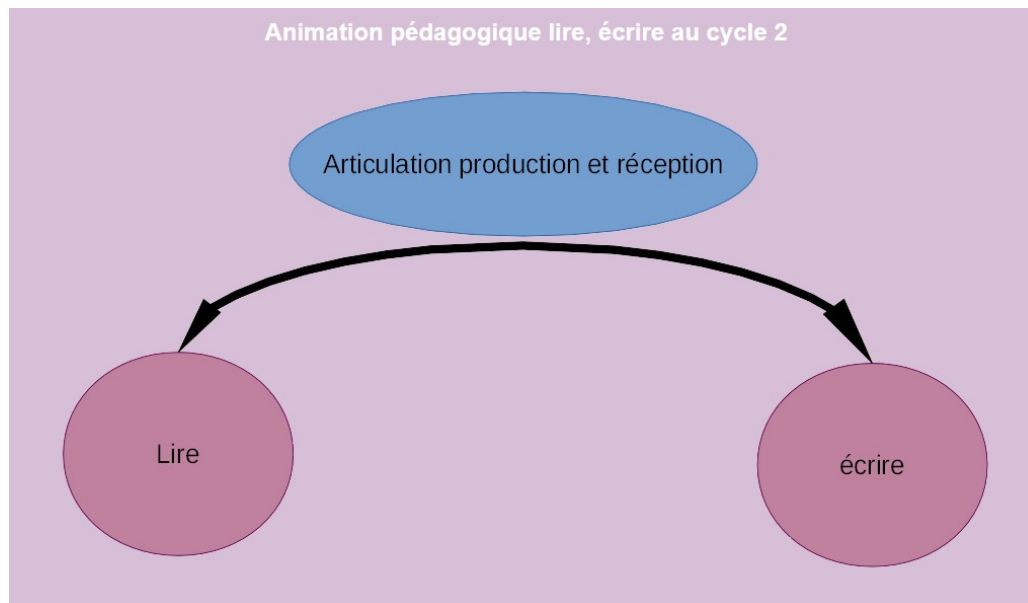 Animation pédagogique lire, écrire au cycle 2
Articulation production et réception
Lire
écrire